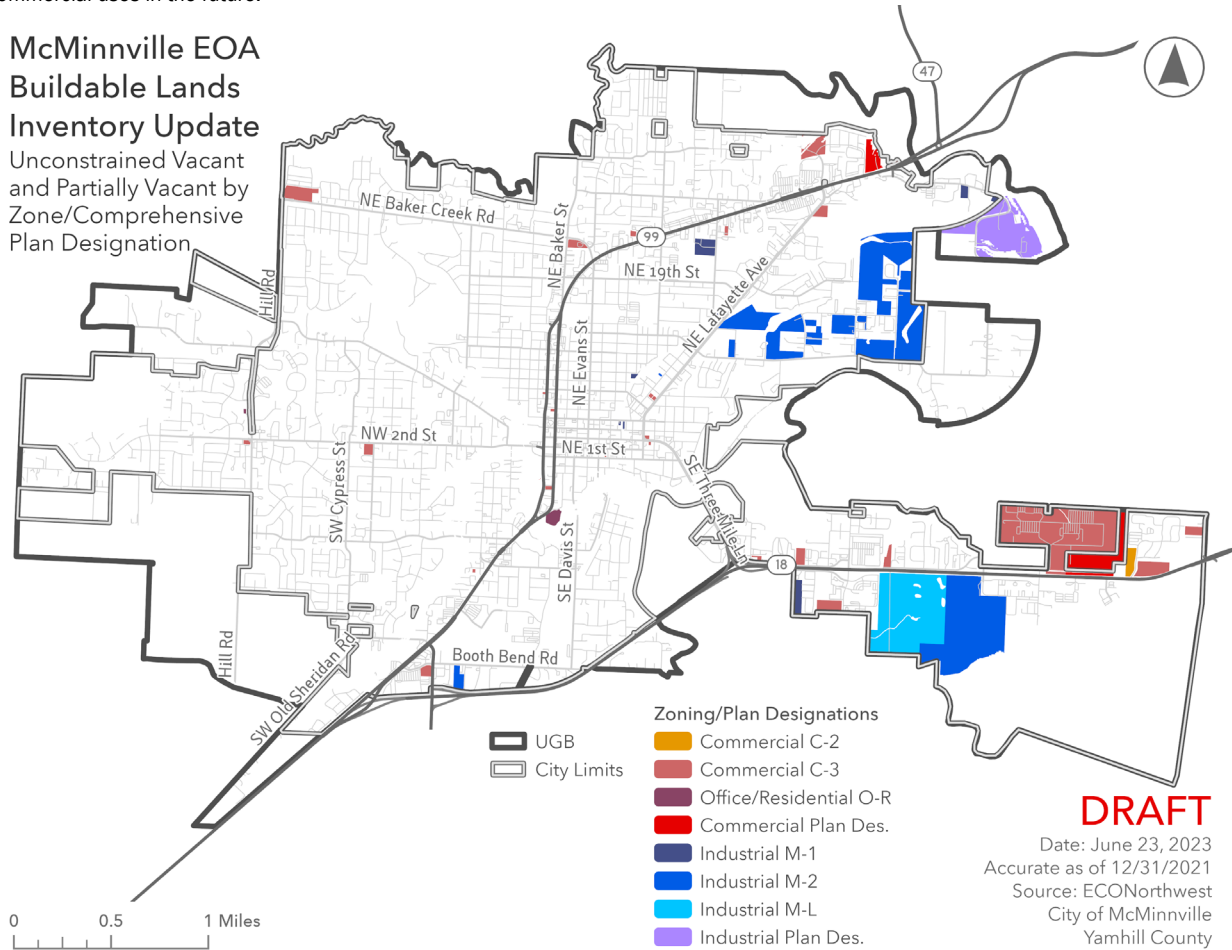 ommercial uses in the future.
McMinnville EOA
Buildable Lands
Inventory Update
Unconstrained Vacant
and Partially Vacant by
Zone/Comprehensive
Plan Designation
47
NE Baker Creek Rd
NE Baker St
99
NE 19th St
Hill Rd
NE Lafayette Ave
NE Evans St
NW 2nd St
NE 1st St
SW Cypress St
SE Three Mile Ln
18
SE Davis St
Hill Rd
Booth Bend Rd
SW Old Sheridan Rd
UGB
City Limits
Zoning/Plan Designations
Commercial C-2
Commercial C-3
Office/Residential O-R
Commercial Plan Des.
Industrial M-1
Industrial M-2
Industrial M-L
Industrial Plan Des.
DRAFT
Date: June 23, 2023
Accurate as of 12/31/2021
Source: ECONorthwest
City of McMinnville
Yamhill County
0 0.5 1 Miles